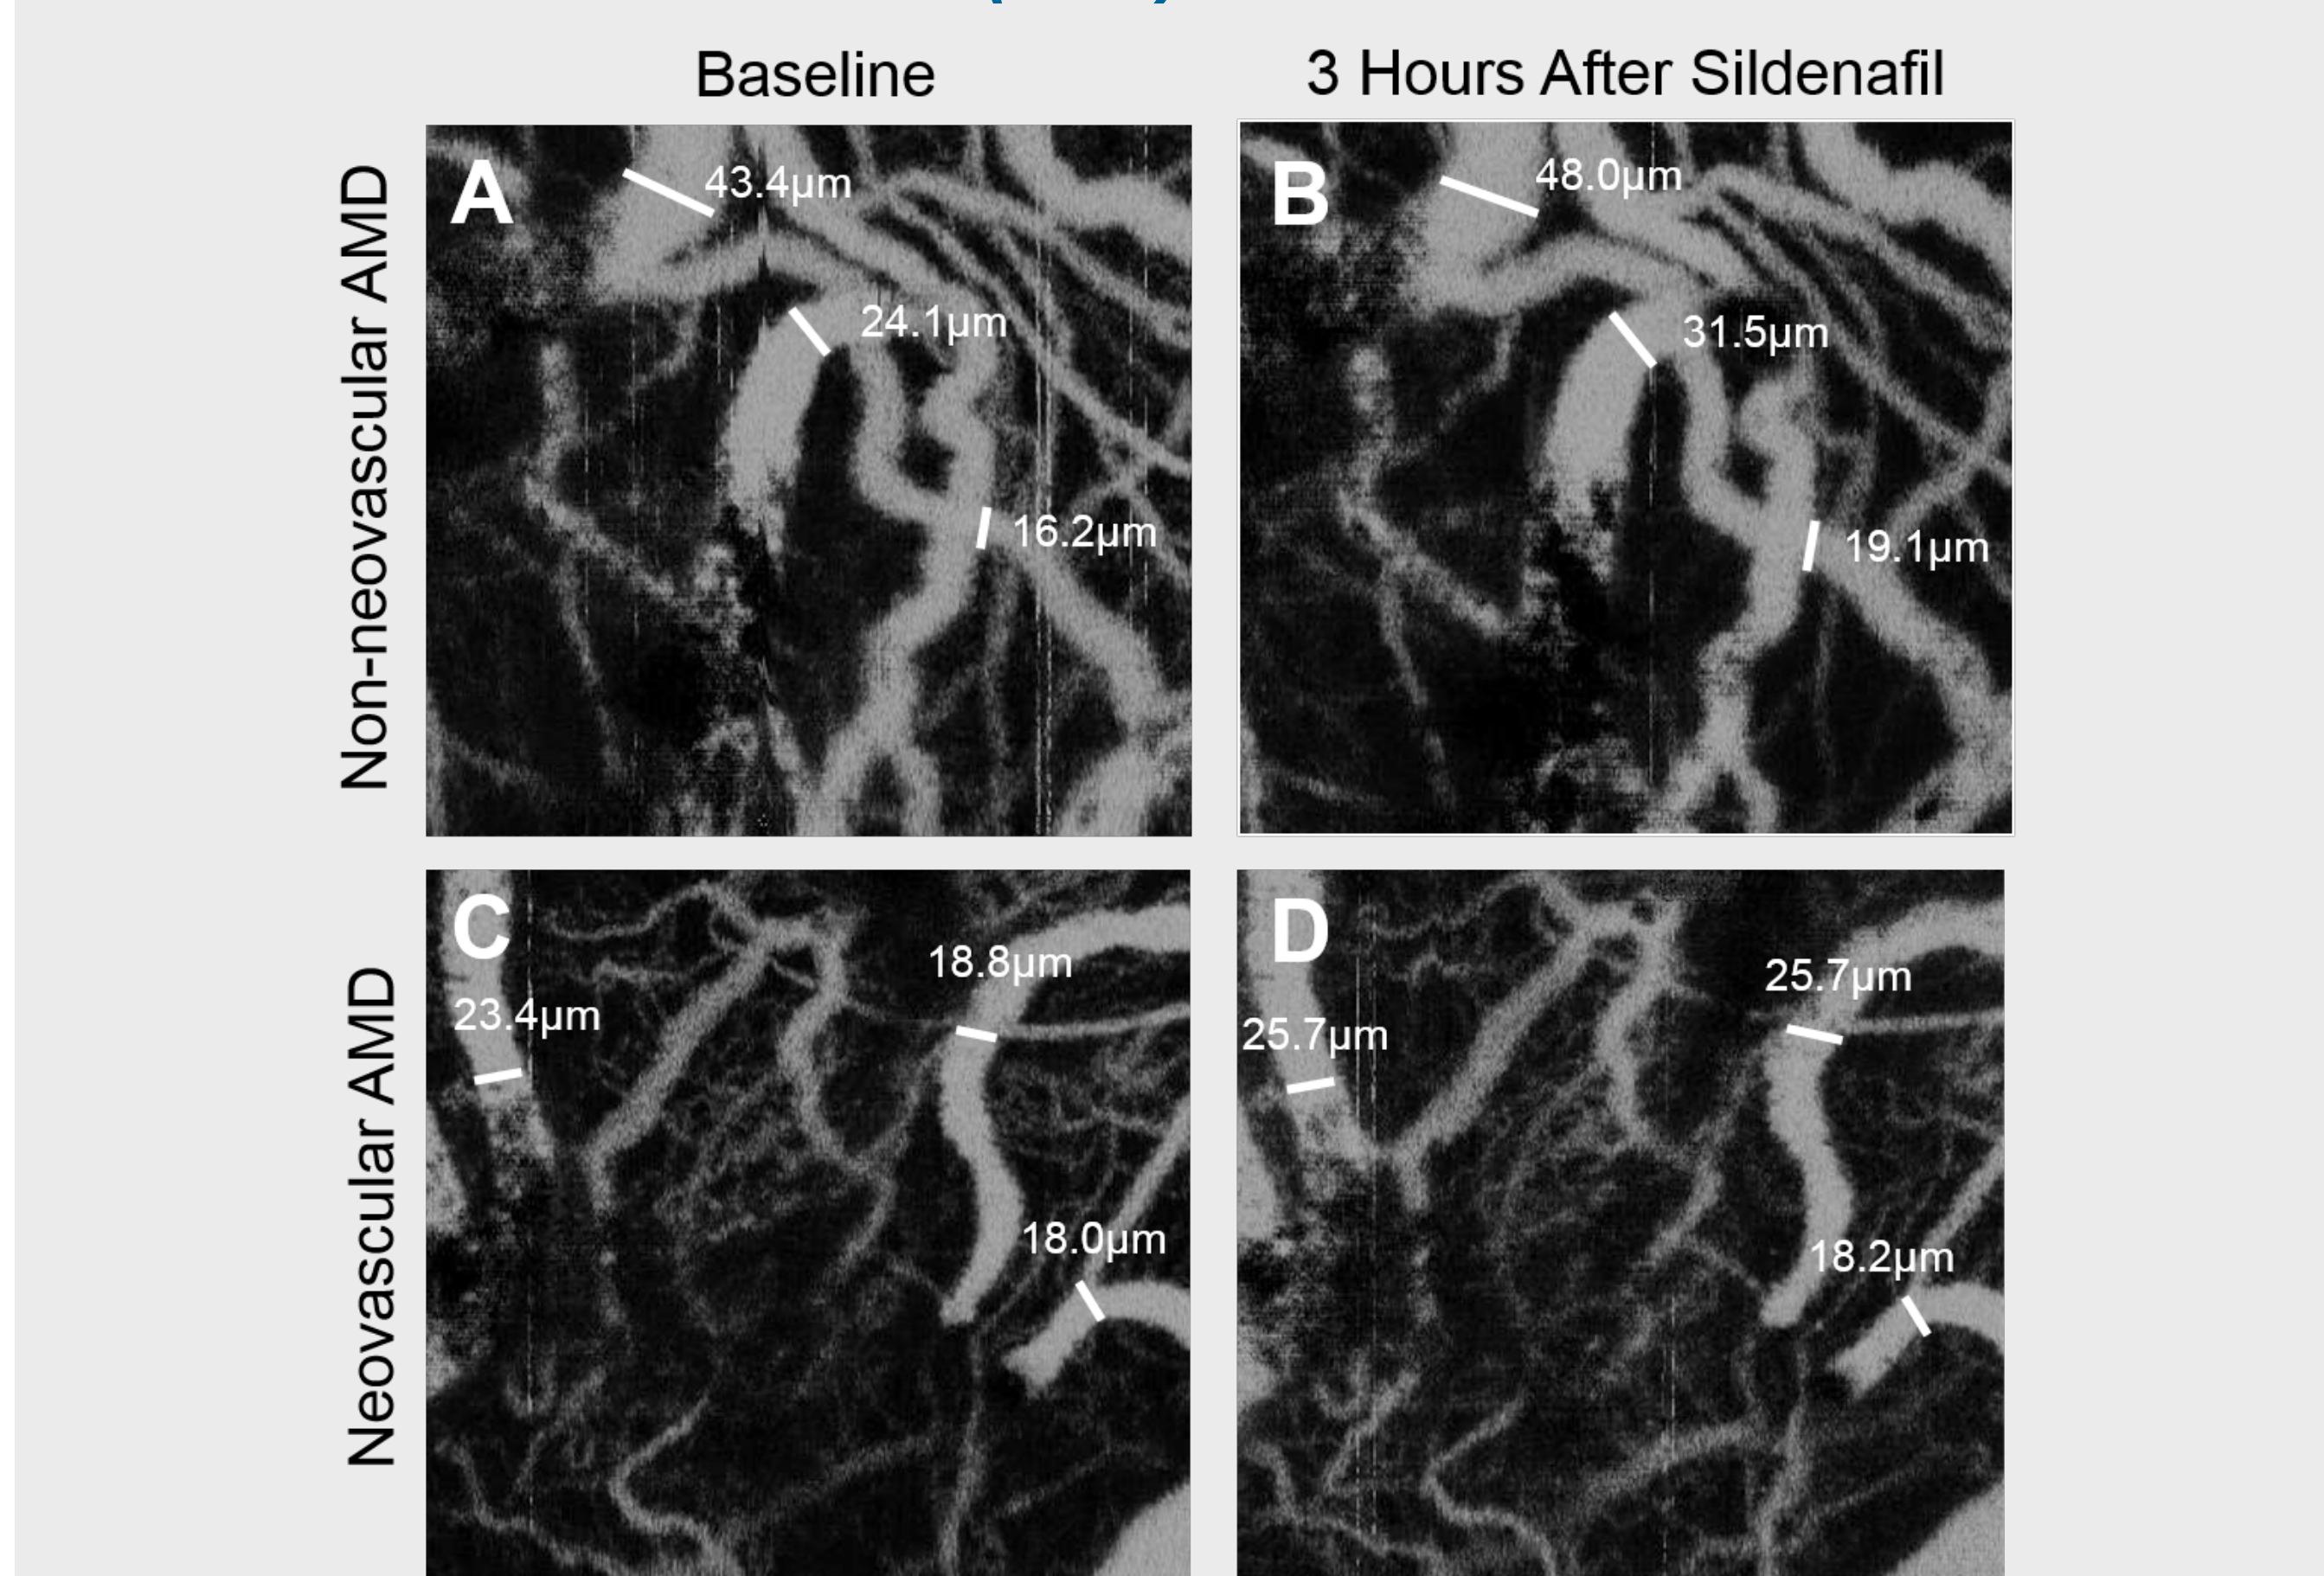 Baseline
3 Hours After Sildenafil
Non-neovascular AMD
A
43.4µm
24.1µm
16.2µm
B
48.0µm
31.5µm
19.1µm
Neovascular AMD
C
18.8µm
23.4µm
18.0µm
D
25.7µm
25.7µm
18.2µm